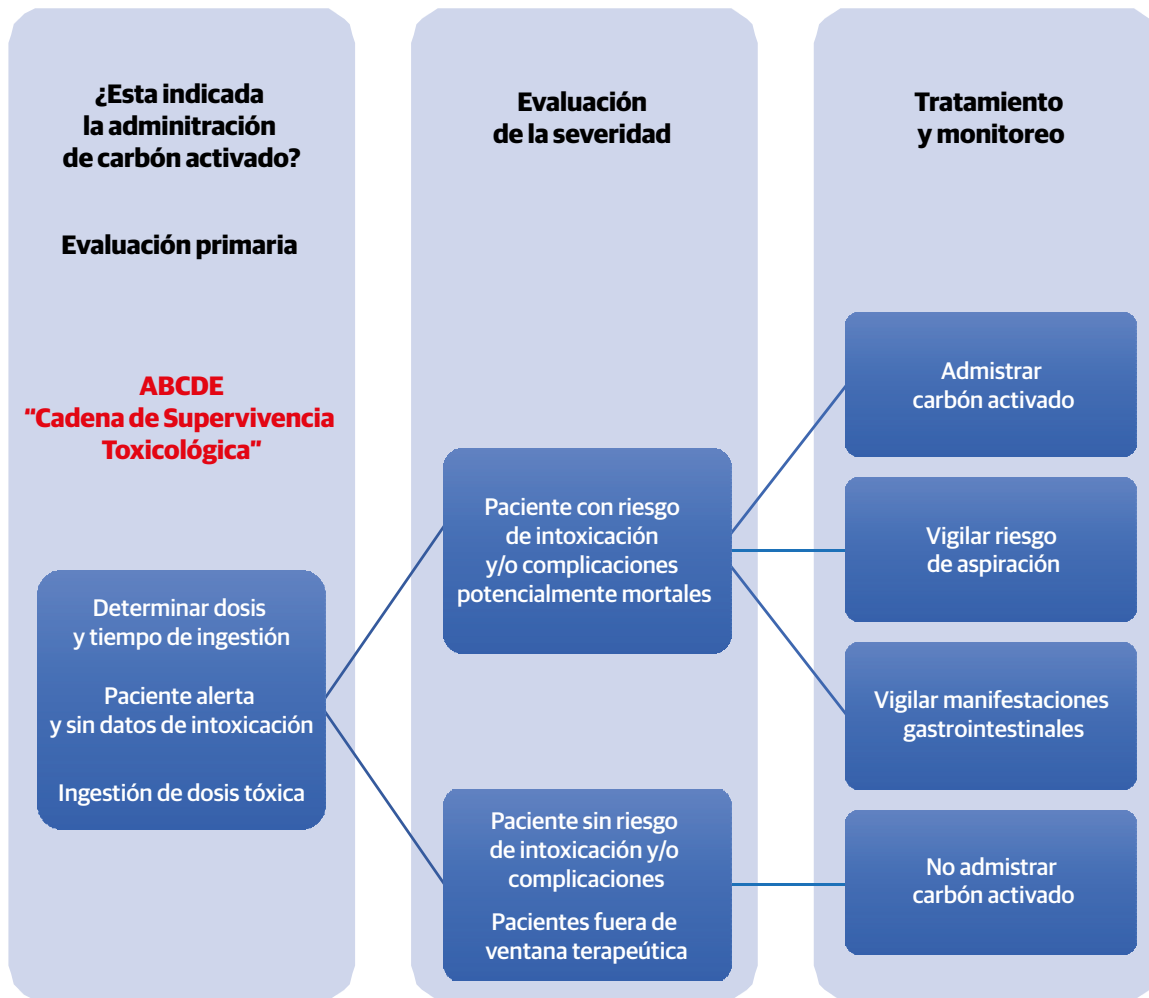 ¿Esta indicada
la adminitración
de carbón activado?
Evaluación primaria
ABCDE
“Cadena de Supervivencia
Toxicológica”
Determinar dosis
y tiempo de ingestión
Paciente alerta
y sin datos de intoxicación
Ingestión de dosis tóxica
Evaluación
de la severidad
Paciente con riesgo
de intoxicación
y/o complicaciones
potencialmente mortales
Paciente sin riesgo
de intoxicación y/o
complicaciones
Pacientes fuera de
ventana terapeútica
Tratamiento
y monitoreo
Admistrar
carbón activado
Vigilar riesgo
de aspiración
Vigilar manifestaciones
gastrointestinales
No admistrar
carbón activado